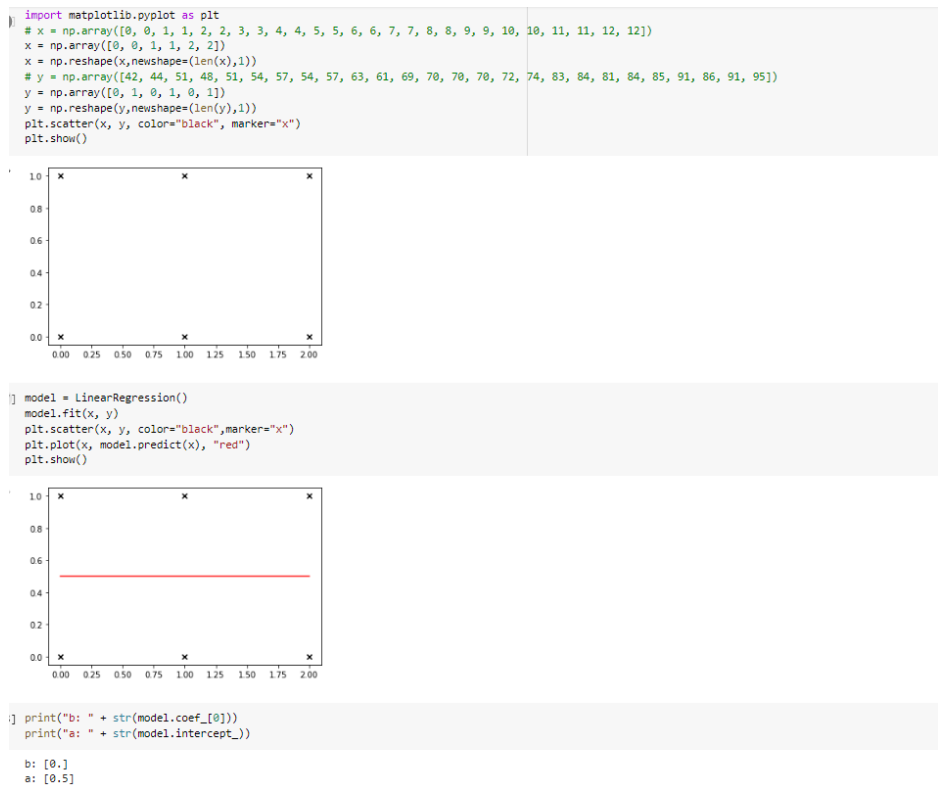 import matplotlib.pyplot as plt
# x = np.array([0, 0, 1, 1, 2, 2, 3, 3, 4, 4, 5, 5, 6, 6, 7, 7, 8, 8, 9, 9, 10, 10, 11, 11, 12, 12])
x = np.array([0, 0, 1, 1, 2, 2])
x = np.reshape(x,newshape=(len(x),1))
# y = np.array([42, 44, 51, 48, 51, 54, 57, 54, 57, 63, 61, 69, 70, 70, 70, 72, 74, 83, 84, 81, 84, 85, 91, 86, 91, 95])
y = np.array([0, 1, 0, 1, 0, 1])
y = np.reshape(y,newshape=(len(y),1))
plt.scatter(x, y, color="black", marker="x")
plt.show()
1.0
0.8
0.6
0.4
0.2
0.0
0.00 0.25 0.50 0.75 1.00 1.25 1.50 1.75 2.00
] model = LinearRegression()
model.fit(x, y)
plt.scatter(x, y, color="black",marker="x")
plt.plot(x, model.predict(x), "red")
plt.show()
1.0
0.8
0.6
0.4
0.2
0.0
0.00 0.25 0.50 0.75 1.00 1.25 1.50 1.75 2.00
] print("b: " + str(model.coef_[0]))
print("a: " + str(model.intercept_))
b: [0.]
a: [0.5]